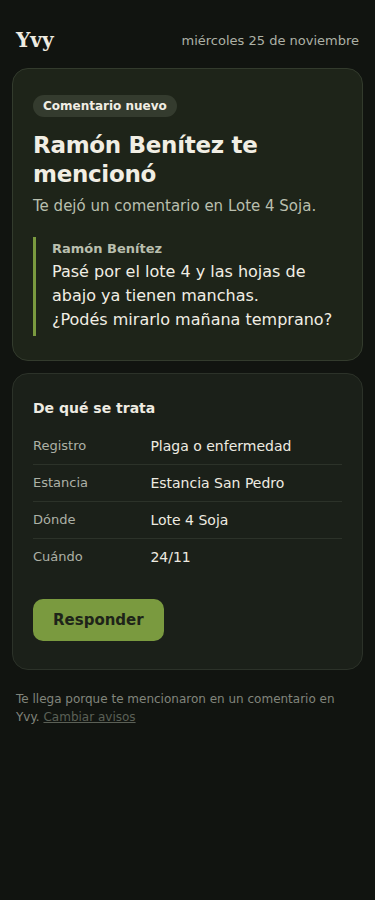 Yvy
miércoles 25 de noviembre
Comentario nuevo
Ramón Benítez te
mencionó
Te dejó un comentario en Lote 4 Soja.
Ramón Benítez
Pasé por el lote 4 y las hojas de
abajo ya tienen manchas.
¿Podés mirarlo mañana temprano?
De qué se trata
Registro Plaga o enfermedad
Estancia Estancia San Pedro
Dónde Lote 4 Soja
Cuándo 24/11
Responder
Te llega porque te mencionaron en un comentario en
Yvy. Cambiar avisos